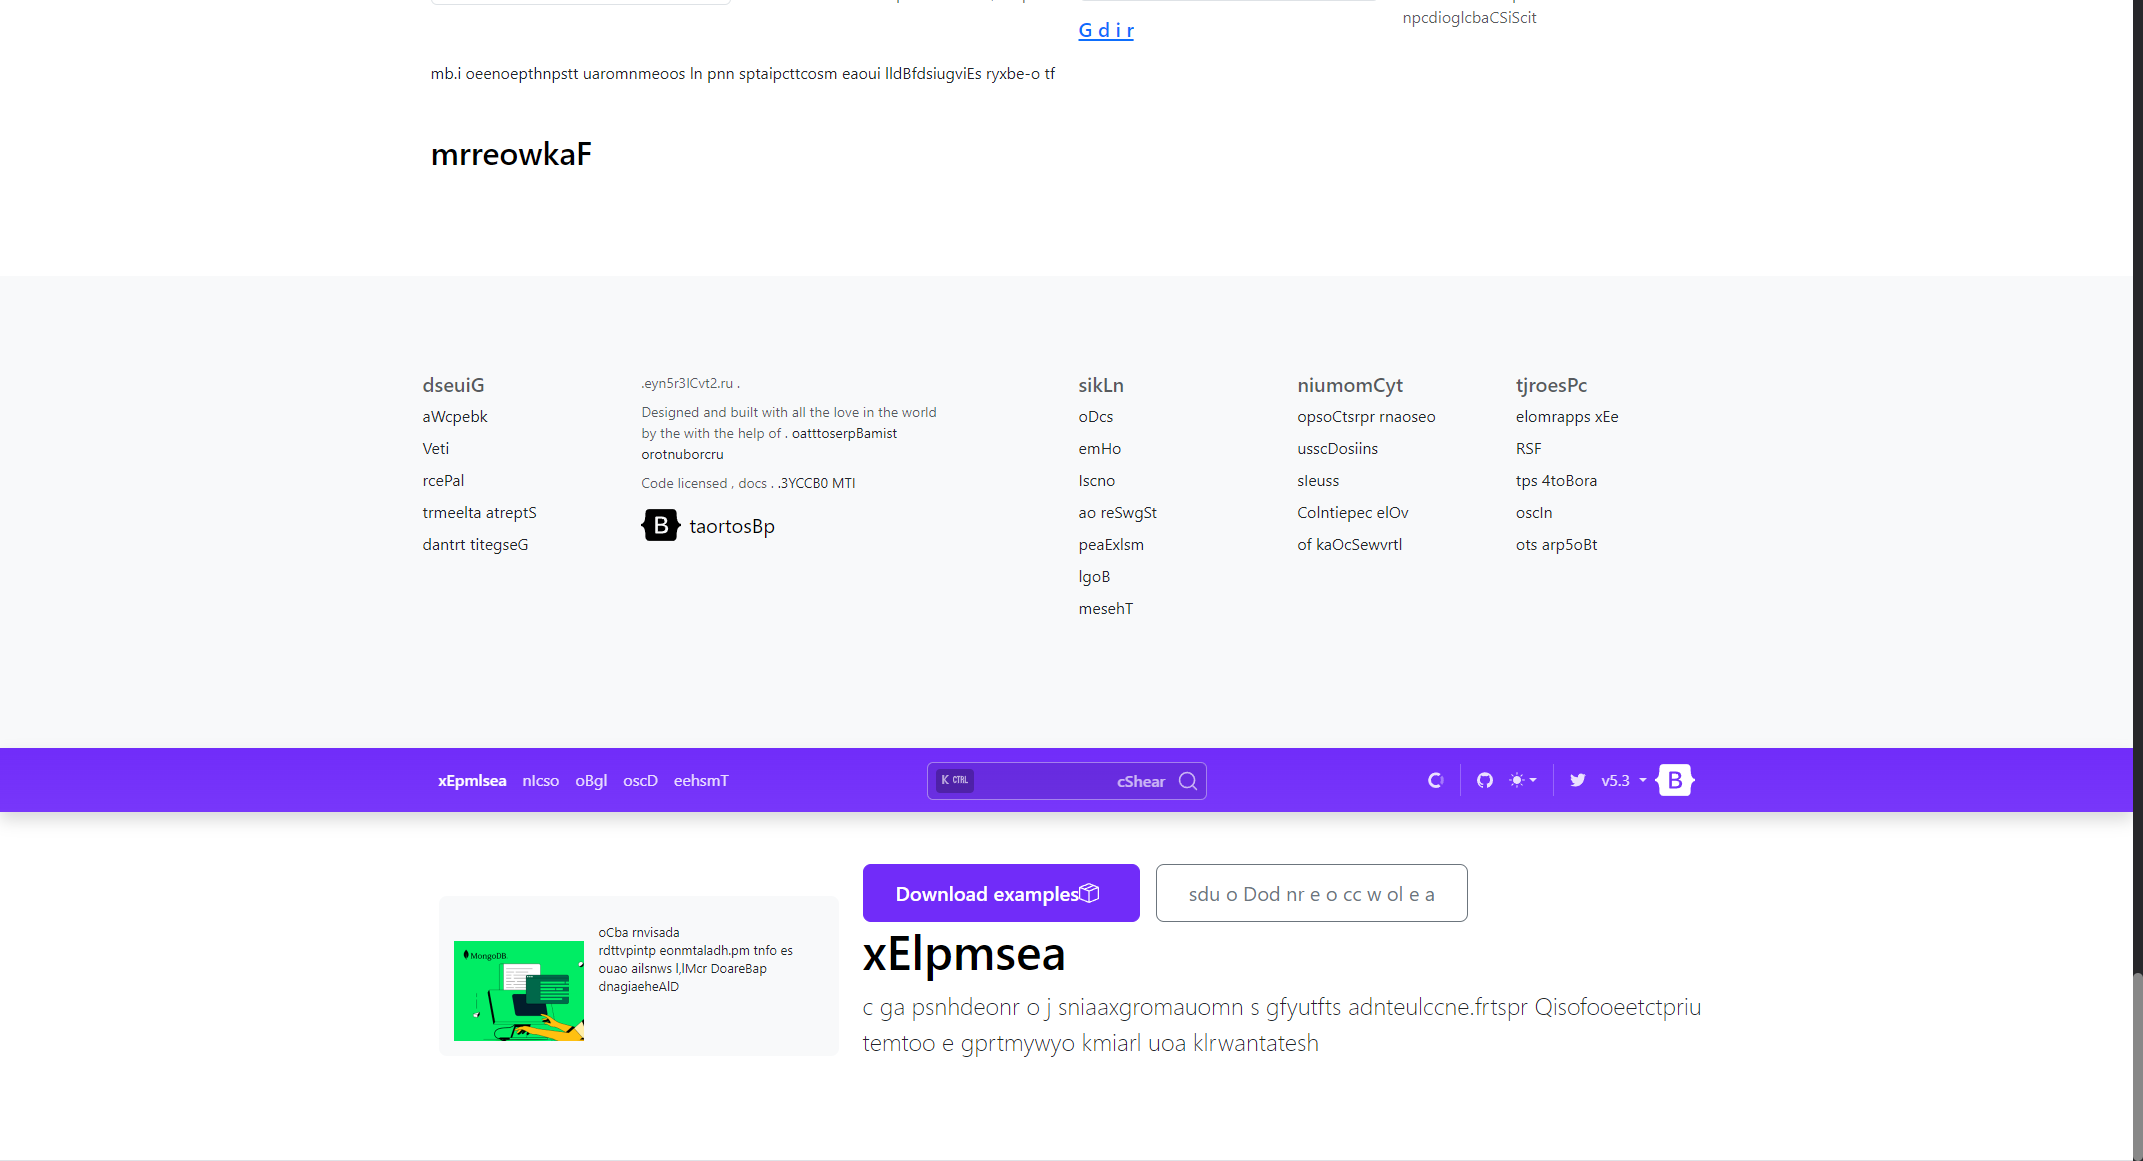 npcdioglcbaCSiScit
G d i r
mb.i oeenoepthnpstt uaromnmeoos ln pnn sptaipcttcosm eaoui lldBfdsiugviEs ryxbe-o tf
mrreowkaF
dseuiG
aWcpebk
Veti
rcePal
trmeelta atreptS
dantrt titegseG
.eyn5r3lCvt2.ru .
Designed and built with all the love in the world
by the with the help of . oatttoserpBamist
orotnuborcru
Code licensed , docs . .3YCCB0 MTI
B taortosBp
sikLn
oDcs
emHo
Iscno
ao reSwgSt
peaExlsm
lgoB
mesehT
niumomCyt
opsoCtsrpr rnaoseo
usscDosiins
sIeuss
Colntiepec elOv
of kaOcSewvrtl
tjroesPc
elomrapps xEe
RSF
tps 4toBora
oscIn
ots arp5oBt
xEpmlsea nIcso oBgl oscD eehsmT K CTRL cShear v5.3 B
Download examples sdu o Dod nr e o cc w ol e a
MongoDB
oCba rnvisada
rdttvpintp eonmtaladh.pm tnfo es
ouao ailsnws l,lMcr DoareBap
dnagiaeheAlD
xElpmsea
c ga psnhdeonr o j sniaaxgromauomn s gfyutfts adnteulccne.frtspr Qisofooeetctpriu
temtoo e gprtmywyo kmiarl uoa klrwantatesh